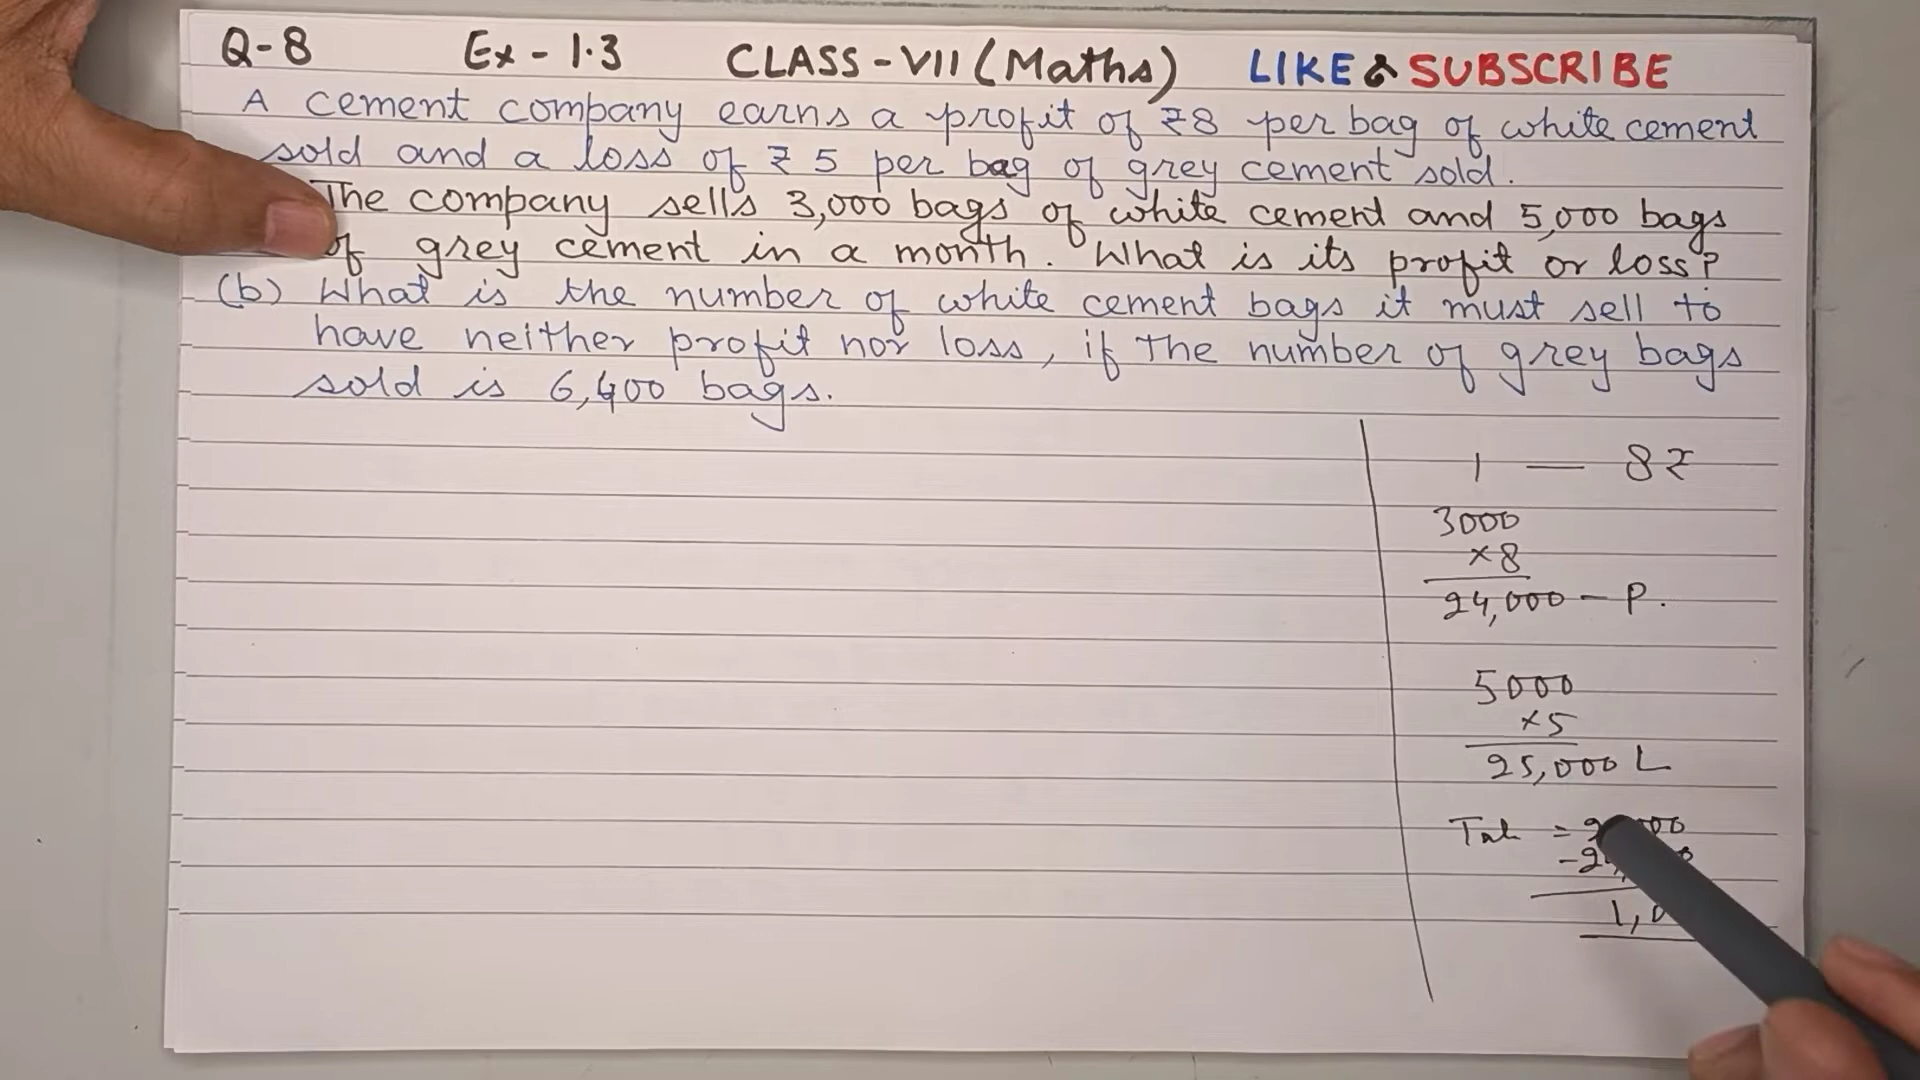 Q-8 Ex-1.3 CLASS-VII (Maths) LIKE & SUBSCRIBE
A cement company earns a profit of ₹8 per bag of white cement
sold and a loss of ₹5 per bag of grey cement sold.
The company sells 3,000 bags of white cement and 5,000 bags
of grey cement in a month. What is its profit or loss?
(b) What is the number of white cement bags it must sell to
have neither profit nor loss, if The number of grey bags
sold is 6,400 bags.
1 — 8₹
3000
×8
24,000 - P.
5000
×5
25,000 L